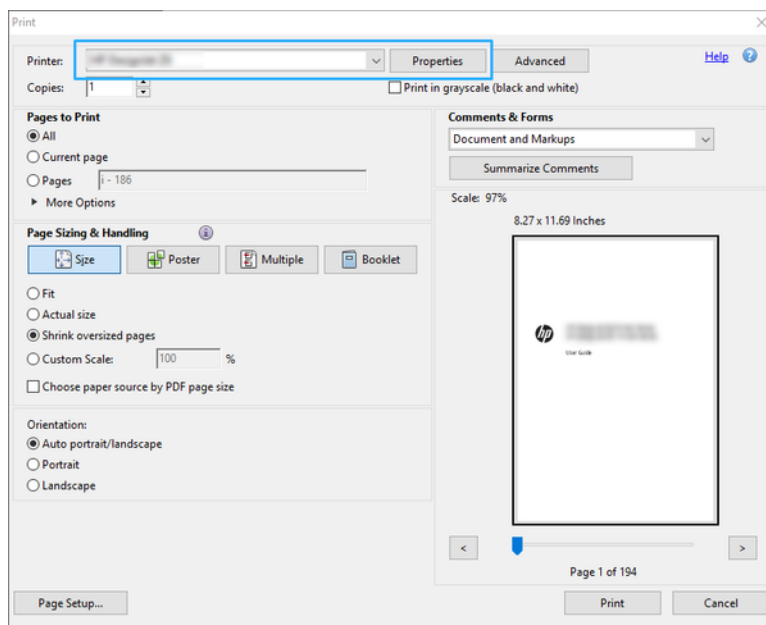 Print
Printer: Properties Advanced Help
Copies: 1 Print in grayscale (black and white)
Pages to Print
All
Current page
Pages i - 186
More Options
Page Sizing & Handling
Size Poster Multiple Booklet
Fit
Actual size
Shrink oversized pages
Custom Scale: 100 %
Choose paper source by PDF page size
Orientation:
Auto portrait/landscape
Portrait
Landscape
Comments & Forms
Document and Markups
Summarize Comments
Scale: 97%
8.27 x 11.69 Inches
hp
User Guide
< >
Page 1 of 194
Page Setup... Print Cancel